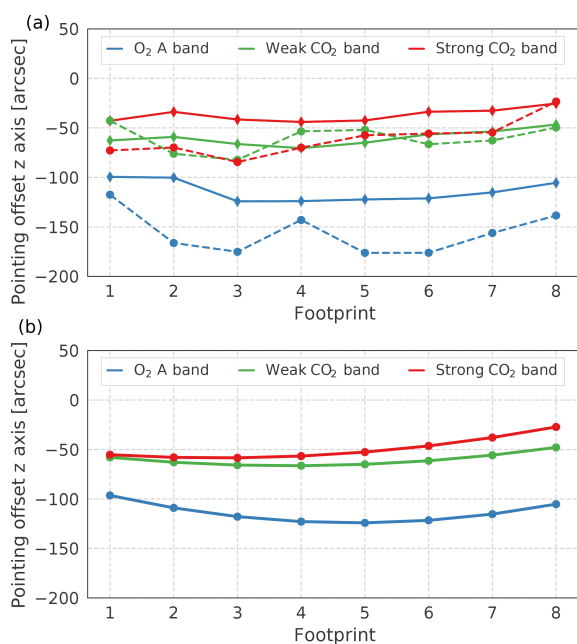 (a)
O₂ A band Weak CO₂ band Strong CO₂ band
Pointing offset z axis [arcsec]
50
0
−50
−100
−150
−200
1 2 3 4 5 6 7 8
Footprint
(b)
O₂ A band Weak CO₂ band Strong CO₂ band
Pointing offset z axis [arcsec]
50
0
−50
−100
−150
−200
1 2 3 4 5 6 7 8
Footprint